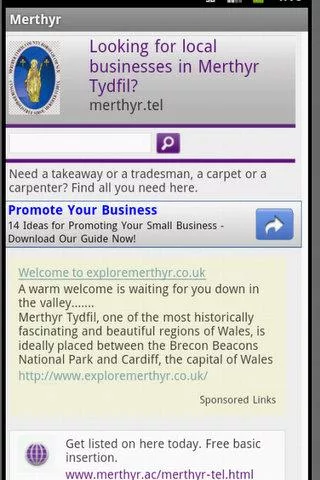 Merthyr
Looking for local
businesses in Merthyr
Tydfil?
merthyr.tel
Need a takeaway or a tradesman, a carpet or a
carpenter? Find all you need here.
Promote Your Business
14 Ideas for Promoting Your Small Business -
Download Our Guide Now!
Welcome to exploremerthyr.co.uk
A warm welcome is waiting for you down in
the valley.......
Merthyr Tydfil, one of the most historically
fascinating and beautiful regions of Wales, is
ideally placed between the Brecon Beacons
National Park and Cardiff, the capital of Wales
http://www.exploremerthyr.co.uk/
Sponsored Links
Get listed on here today. Free basic
insertion.
www.merthyr.ac/merthyr-tel.html